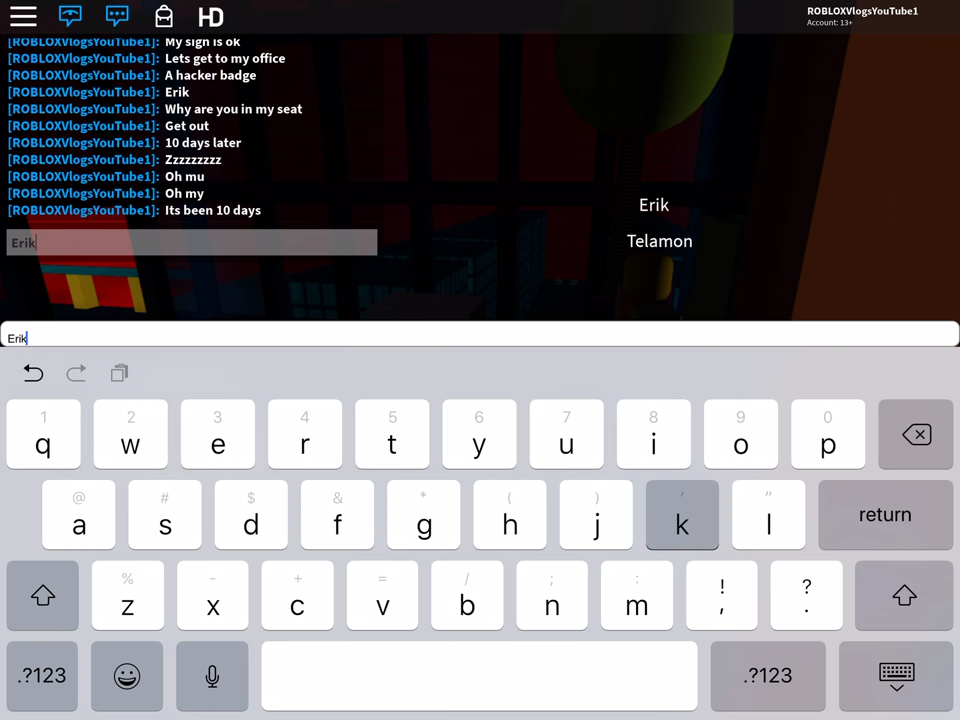 HD
ROBLOXVlogsYouTube1
Account: 13+
[ROBLOXVlogsYouTube1]: My sign is ok
[ROBLOXVlogsYouTube1]: Lets get to my office
[ROBLOXVlogsYouTube1]: A hacker badge
[ROBLOXVlogsYouTube1]: Erik
[ROBLOXVlogsYouTube1]: Why are you in my seat
[ROBLOXVlogsYouTube1]: Get out
[ROBLOXVlogsYouTube1]: 10 days later
[ROBLOXVlogsYouTube1]: Zzzzzzzzz
[ROBLOXVlogsYouTube1]: Oh mu
[ROBLOXVlogsYouTube1]: Oh my
[ROBLOXVlogsYouTube1]: Its been 10 days
Erik
Telamon
Erik
Erik
1 2 3 4 5 6 7 8 9 0
q w e r t y u i o p
@ # $ & * ( ) ' "
a s d f g h j k l return
% - + = / ; : ! ?
z x c v b n m , .
.?123 .?123